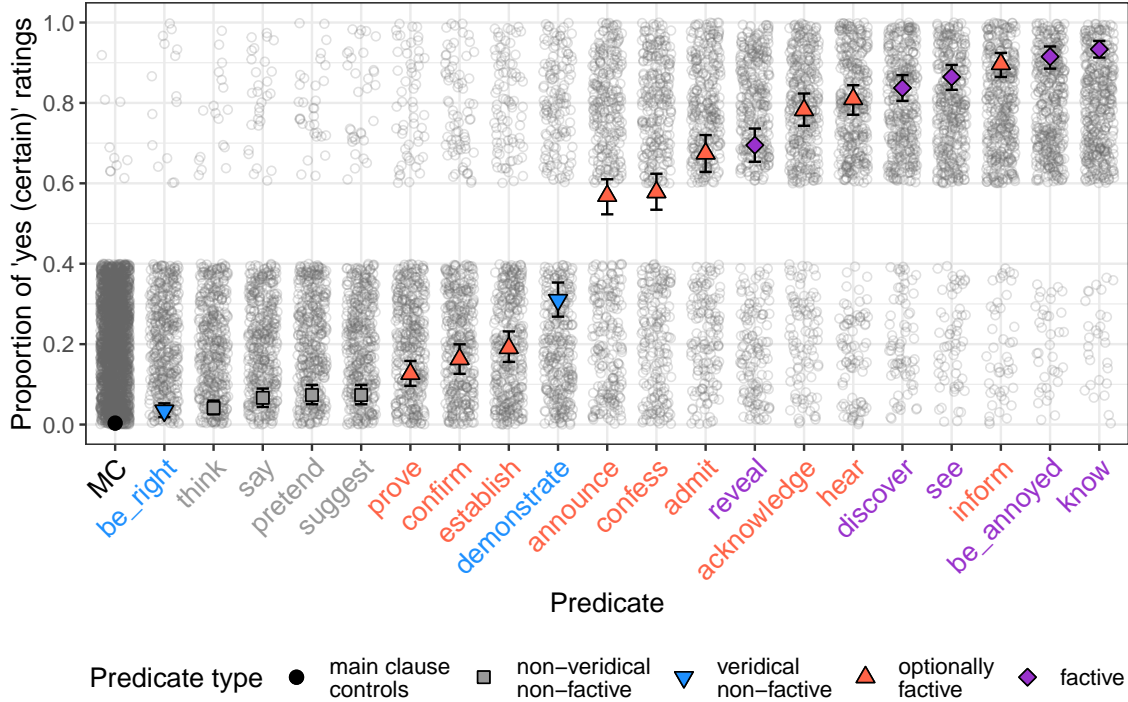 Proportion of 'yes (certain)' ratings
1.0
0.8
0.6
0.4
0.2
0.0
MC
be_right
think
say
pretend
suggest
prove
confirm
establish
demonstrate
announce
confess
admit
reveal
acknowledge
hear
discover
see
inform
be_annoyed
know
Predicate
Predicate type
main clause
controls
non−veridical
non−factive
veridical
non−factive
optionally
factive
factive